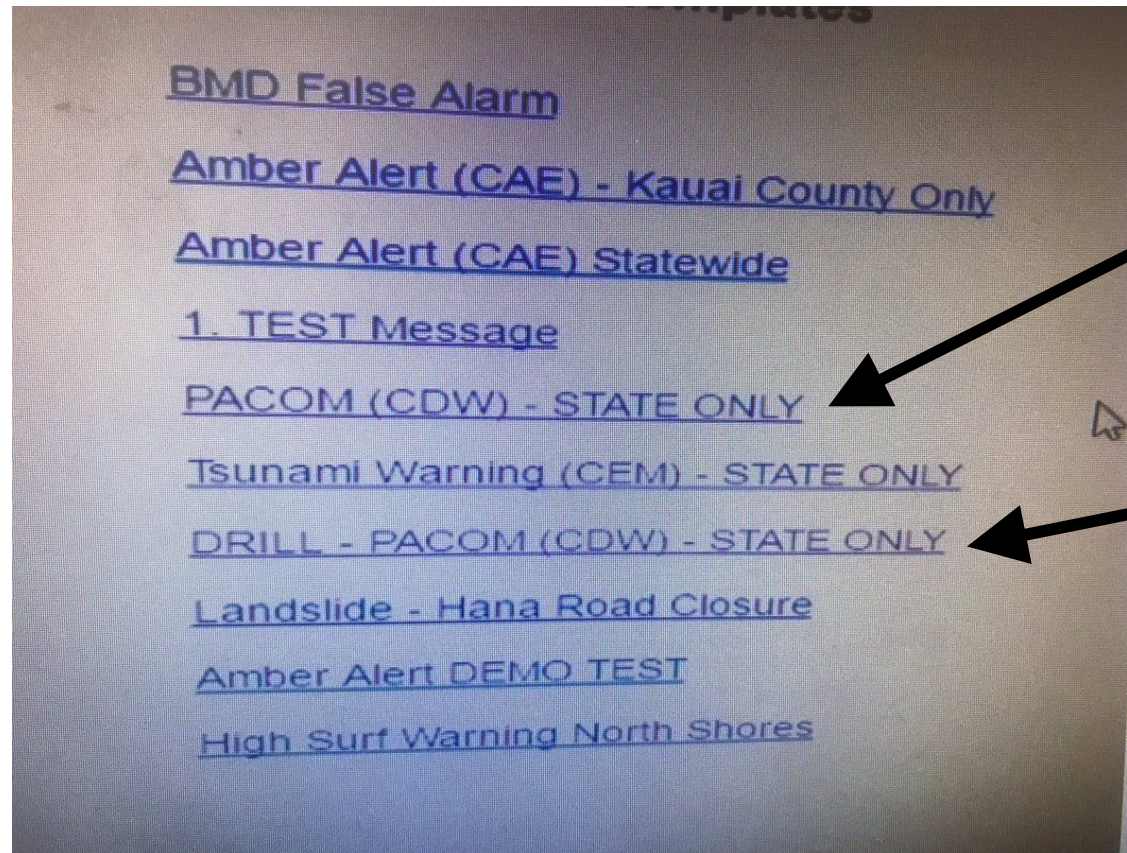 BMD False Alarm
Amber Alert (CAE) - Kauai County Only
Amber Alert (CAE) Statewide
1. TEST Message
PACOM (CDW) - STATE ONLY
Tsunami Warning (CEM) - STATE ONLY
DRILL - PACOM (CDW) - STATE ONLY
Landslide - Hana Road Closure
Amber Alert DEMO TEST
High Surf Warning North Shores